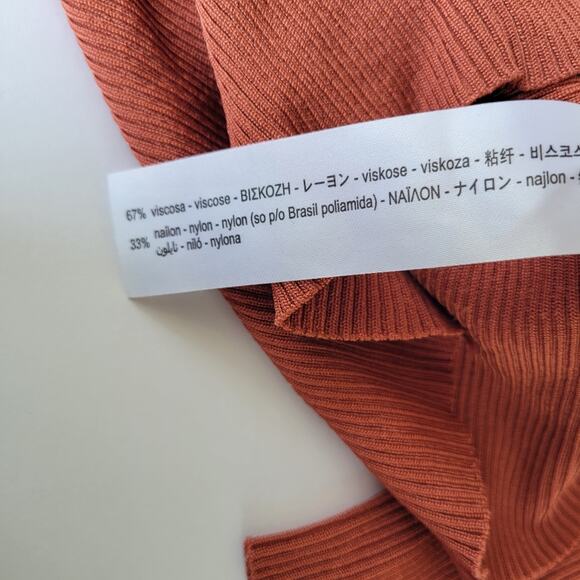 67% viscosa - viscose - ΒΙΣΚΟΖΗ - レーヨン - viskose - viskoza - 粘纤 - 비스코스
33% nailon - nylon - nylon (so p/o Brasil poliamida) - ΝΑΪΛΟΝ - ナイロン - najlon -
نايلون - niló - nylona